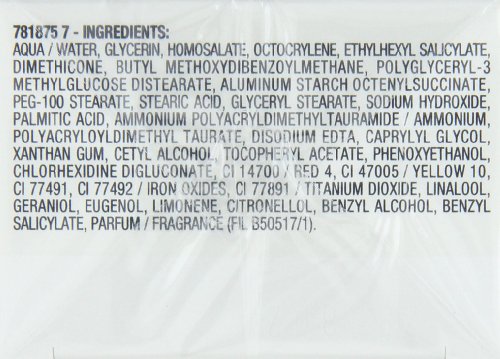 781875 7 - INGREDIENTS:
AQUA / WATER, GLYCERIN, HOMOSALATE, OCTOCRYLENE, ETHYLHEXYL SALICYLATE,
DIMETHICONE, BUTYL METHOXYDIBENZOYLMETHANE, POLYGLYCERYL-3
METHYLGLUCOSE DISTEARATE, ALUMINUM STARCH OCTENYLSUCCINATE,
PEG-100 STEARATE, STEARIC ACID, GLYCERYL STEARATE, SODIUM HYDROXIDE,
PALMITIC ACID, AMMONIUM POLYACRYLDIMETHYLTAURAMIDE / AMMONIUM,
POLYACRYLOYLDIMETHYL TAURATE, DISODIUM EDTA, CAPRYLYL GLYCOL,
XANTHAN GUM, CETYL ALCOHOL, TOCOPHERYL ACETATE, PHENOXYETHANOL,
CHLORHEXIDINE DIGLUCONATE, CI 14700 / RED 4, CI 47005 / YELLOW 10,
CI 77491, CI 77492 / IRON OXIDES, CI 77891 / TITANIUM DIOXIDE, LINALOOL,
GERANIOL, EUGENOL, LIMONENE, CITRONELLOL, BENZYL ALCOHOL, BENZYL
SALICYLATE, PARFUM / FRAGRANCE (FIL B50517/1).